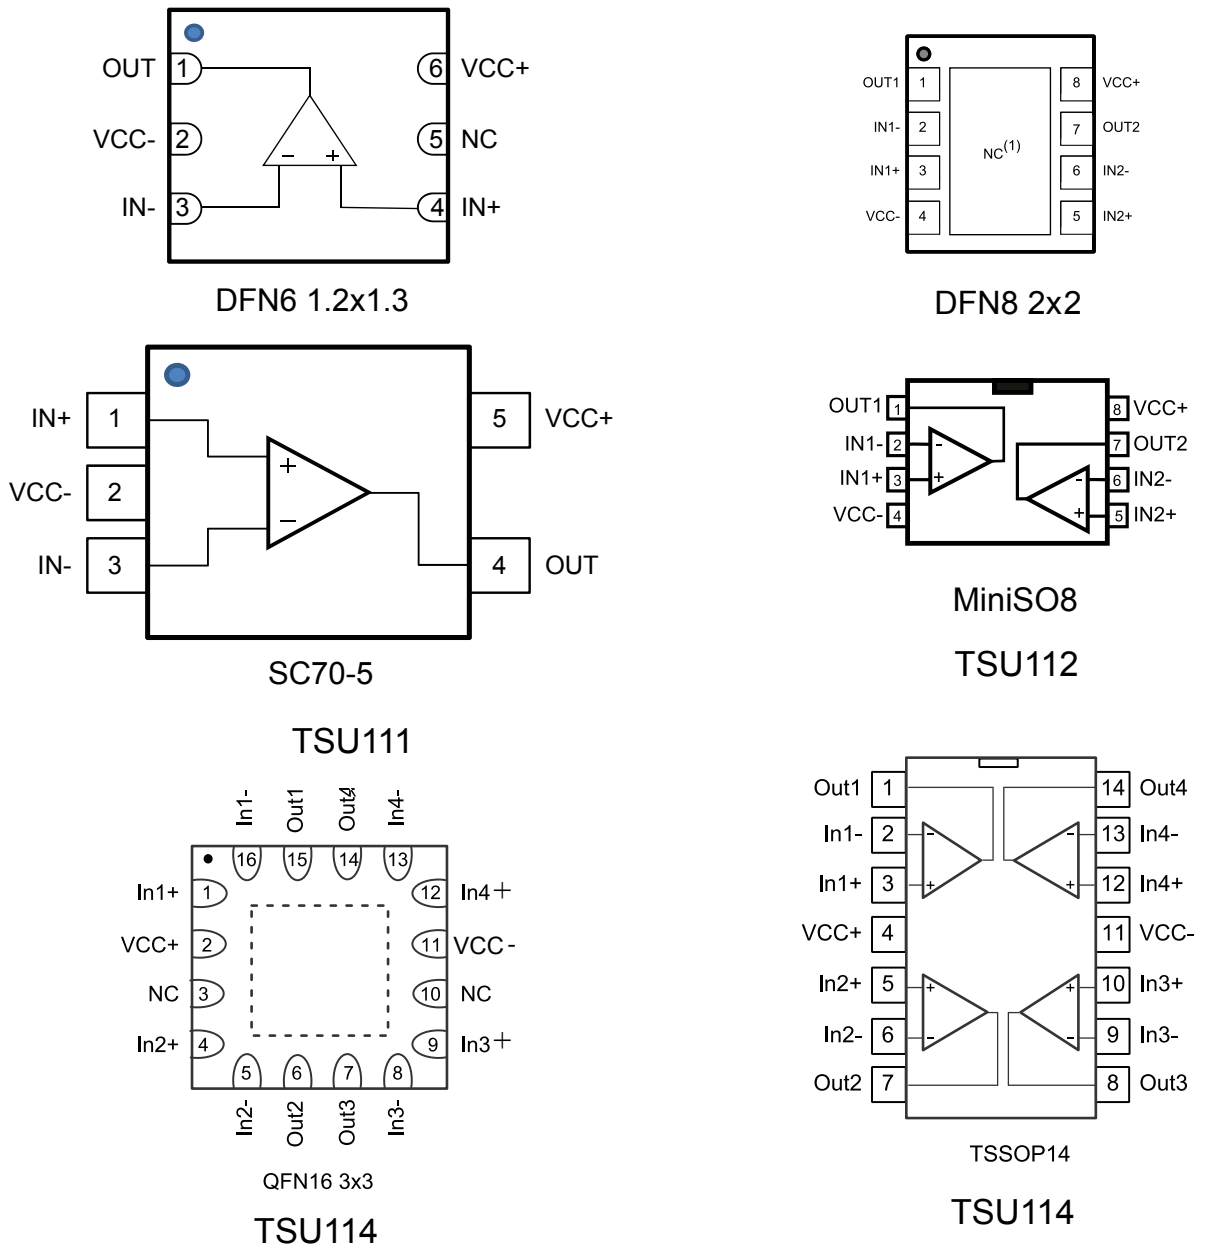 OUT 1 6 VCC+
VCC- 2 5 NC
- +
IN- 3 4 IN+
DFN6 1.2x1.3
OUT1 1 8 VCC+
IN1- 2 7 OUT2
NC(1)
IN1+ 3 6 IN2-
VCC- 4 5 IN2+
DFN8 2x2
IN+ 1 5 VCC+
+
VCC- 2
-
IN- 3 4 OUT
SC70-5
TSU111
OUT1 1 8 VCC+
IN1- 2 - 7 OUT2
IN1+ 3 + - 6 IN2-
VCC- 4 + 5 IN2+
MiniSO8
TSU112
In1- Out1 Out4 In4-
16 15 14 13
In1+ 1 12 In4+
VCC+ 2 11 VCC-
NC 3 10 NC
In2+ 4 9 In3+
5 6 7 8
In2- Out2 Out3 In3-
QFN16 3x3
TSU114
Out1 1 14 Out4
In1- 2 - - 13 In4-
In1+ 3 + + 12 In4+
VCC+ 4 11 VCC-
In2+ 5 + + 10 In3+
In2- 6 - - 9 In3-
Out2 7 8 Out3
TSSOP14
TSU114